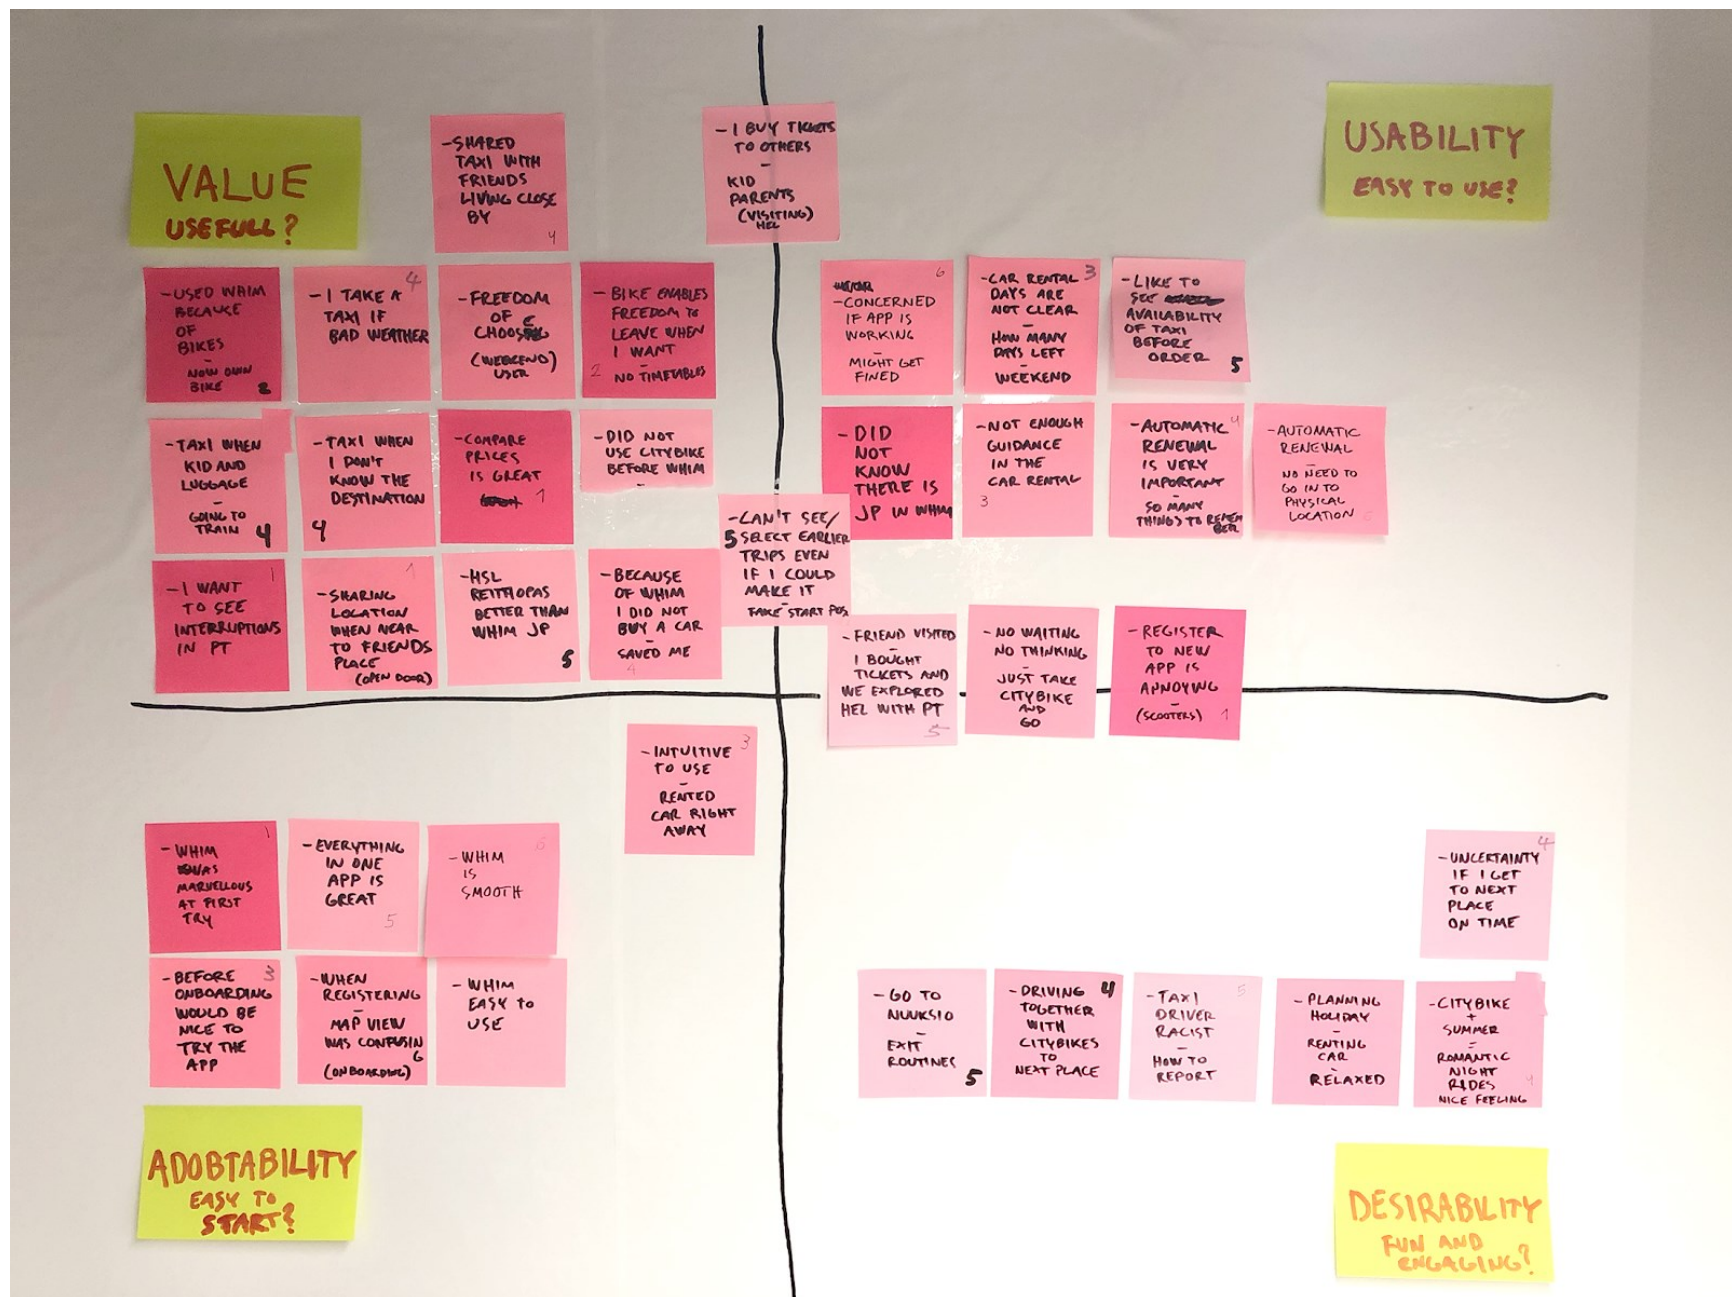 VALUE
USEFULL?
- SHARED
TAXI WITH
FRIENDS
LIVING CLOSE
BY
4
- I BUY TICKETS
TO OTHERS
-
KID
PARENTS
(VISITING)
HEL
USABILITY
EASY TO USE?
- USED WHIM
BECAUSE
OF
BIKES
-
NOW OWN
BIKE
2
4
- I TAKE A
TAXI IF
BAD WEATHER
- FREEDOM
OF
CHOOSE
(WEEKEND)
USER
- BIKE ENABLES
FREEDOM TO
LEAVE WHEN
I WANT
-
2 NO TIMETABLES
6
- CONCERNED
IF APP IS
WORKING
-
MIGHT GET
FINED
- CAR RENTAL 3
DAYS ARE
NOT CLEAR
-
HOW MANY
DAYS LEFT
-
WEEKEND
- LIKE TO
SEE
AVAILABILITY
OF TAXI
BEFORE
ORDER
5
- TAXI WHEN
KID AND
LUGGAGE
-
GOING TO
TRAIN 4
- TAXI WHEN
I DON'T
KNOW THE
DESTINATION
4
- COMPARE
PRICES
IS GREAT
1
- DID NOT
USE CITYBIKE
BEFORE WHIM
-
- CAN'T SEE/
5 SELECT EARLIER
TRIPS EVEN
IF I COULD
MAKE IT
-
FAKE START POS.
- DID
NOT
KNOW
THERE IS
JP IN WHIM
- NOT ENOUGH
GUIDANCE
IN THE
CAR RENTAL
3
- AUTOMATIC 4
RENEWAL
IS VERY
IMPORTANT
-
SO MANY
THINGS TO REMEM
BER
- AUTOMATIC
RENEWAL
-
NO NEED TO
GO IN TO
PHYSICAL
LOCATION
6
1
- I WANT
TO SEE
INTERRUPTIONS
IN PT
1
- SHARING
LOCATION
WHEN NEAR
TO FRIENDS
PLACE
(OPEN DOOR)
- HSL
REITTIOPAS
BETTER THAN
WHIM JP
5
- BECAUSE
OF WHIM
I DID NOT
BUY A CAR
-
SAVED ME
4
- FRIEND VISITED
-
I BOUGHT
TICKETS AND
WE EXPLORED
HEL WITH PT
5
- NO WAITING
NO THINKING
-
JUST TAKE
CITYBIKE
AND
GO
- REGISTER
TO NEW
APP IS
ANNOYING
-
(SCOOTERS) 1
- INTUITIVE 3
TO USE
-
RENTED
CAR RIGHT
AWAY
1
- WHIM
WAS
MARVELLOUS
AT FIRST
TRY
- EVERYTHING
IN ONE
APP IS
GREAT
5
- WHIM
IS
SMOOTH
- BEFORE 3
ONBOARDING
WOULD BE
NICE TO
TRY THE
APP
- WHEN
REGISTERING
-
MAP VIEW
WAS CONFUSIN
6
(ONBOARDING)
- WHIM
EASY TO
USE
4
- UNCERTAINTY
IF I GET
TO NEXT
PLACE
ON TIME
- GO TO
NUUKSIO
-
EXIT
ROUTINES
5
- DRIVING 4
TOGETHER
WITH
CITYBIKES
TO
NEXT PLACE
5
- TAXI
DRIVER
RACIST
-
HOW TO
REPORT
- PLANNING
HOLIDAY
-
RENTING
CAR
-
RELAXED
- CITYBIKE
+
SUMMER
=
ROMANTIC
NIGHT
RIDES 4
NICE FEELING
ADOBTABILITY
EASY TO
START?
DESIRABILITY
FUN AND
ENGAGING?